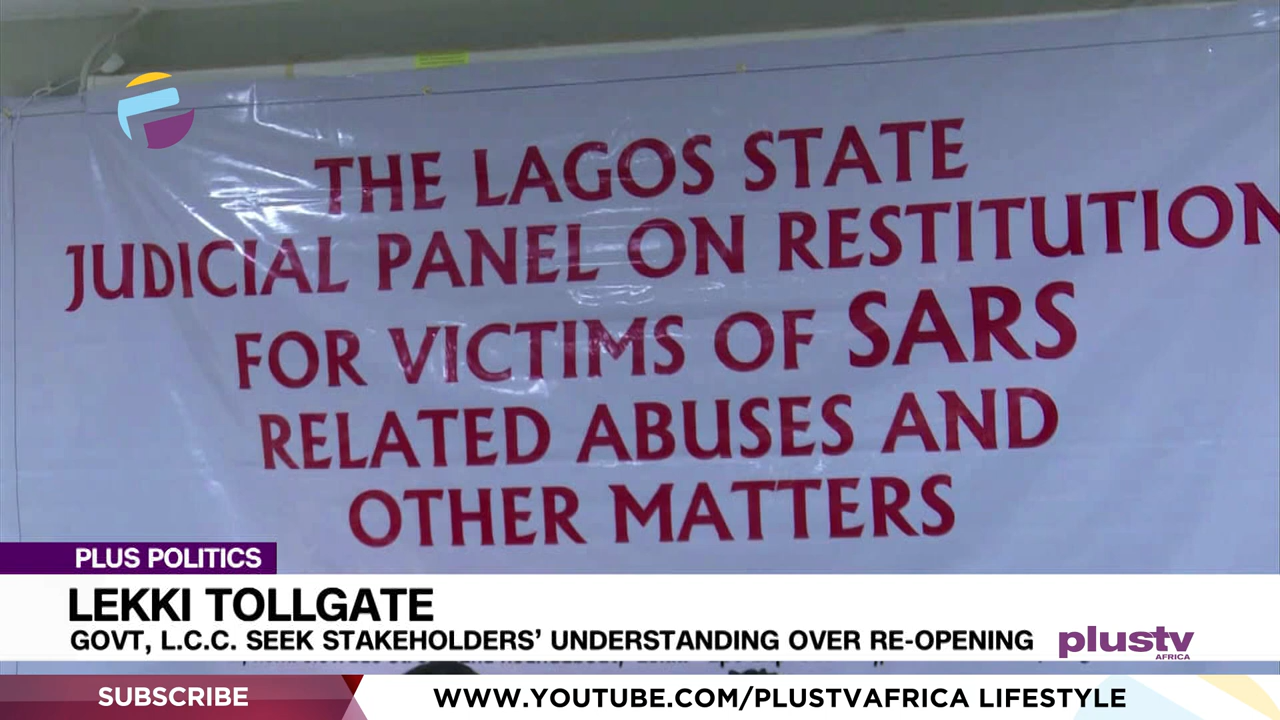 THE LAGOS STATE
JUDICIAL PANEL ON RESTITUTION
FOR VICTIMS OF SARS
RELATED ABUSES AND
OTHER MATTERS
PLUS POLITICS
LEKKI TOLLGATE
GOVT, L.C.C. SEEK STAKEHOLDERS' UNDERSTANDING OVER RE-OPENING
plustv
AFRICA
SUBSCRIBE
WWW.YOUTUBE.COM/PLUSTVAFRICA LIFESTYLE